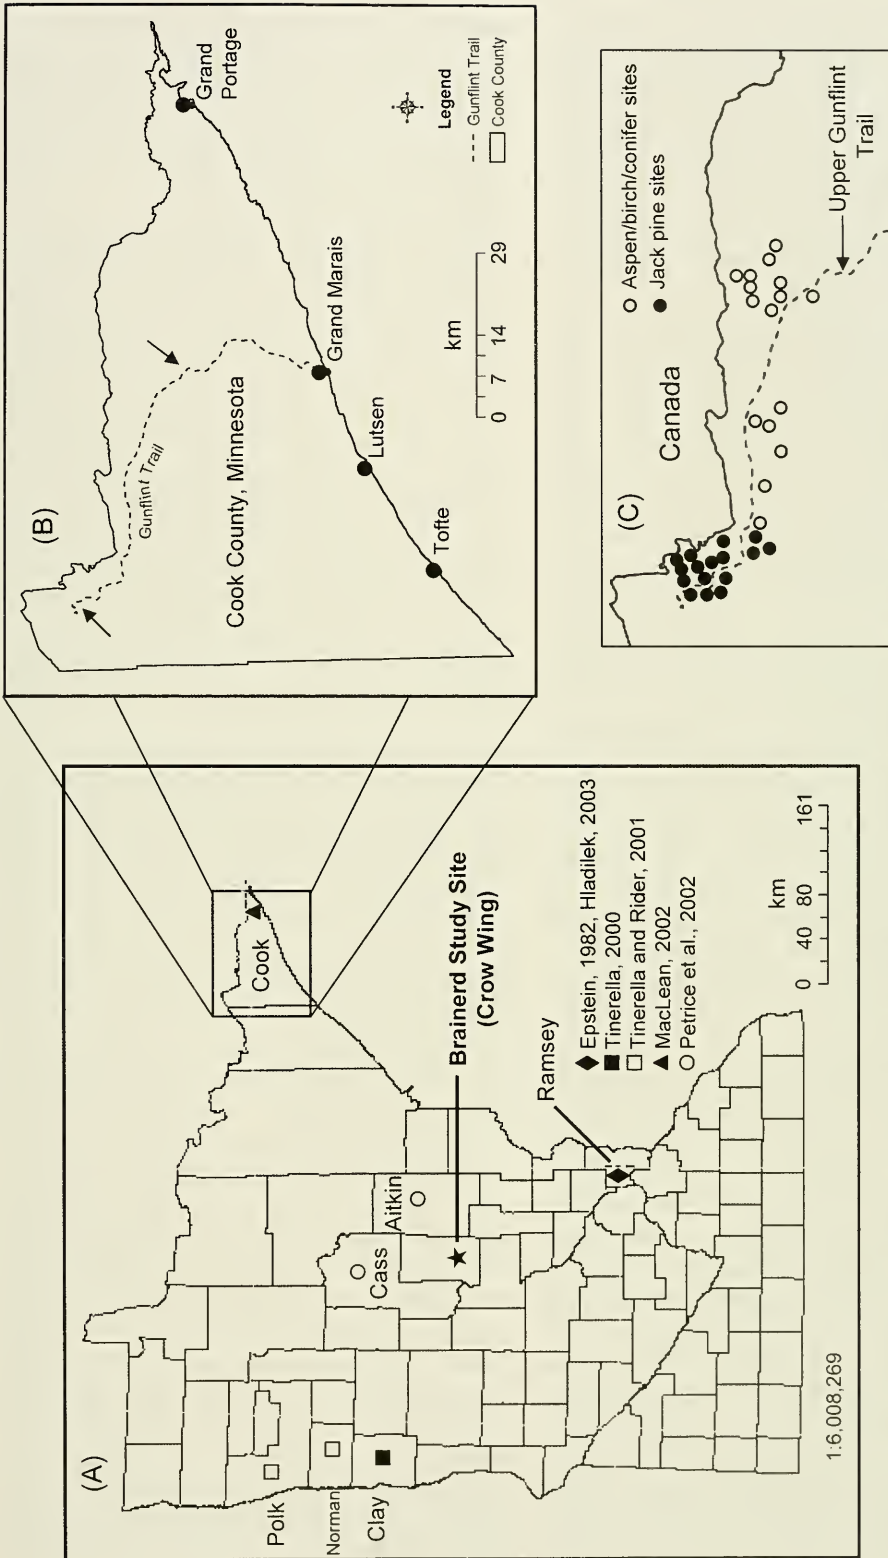 (A)
Polk
Norman
Clay
Cass
Aitkin
Cook
Brainerd Study Site
(Crow Wing)
Ramsey
Epstein, 1982, Hladilek, 2003
Tinerella, 2000
Tinerella and Rider, 2001
MacLean, 2002
Petrice et al., 2002
km
0 40 80 161
1:6,008,269
(B)
Gunflint Trail
Cook County, Minnesota
Grand
Portage
Grand Marais
Lutsen
Tofte
Legend
Gunflint Trail
Cook County
km
0 7 14 29
(C)
Canada
Aspen/birch/conifer sites
Jack pine sites
Upper Gunflint
Trail